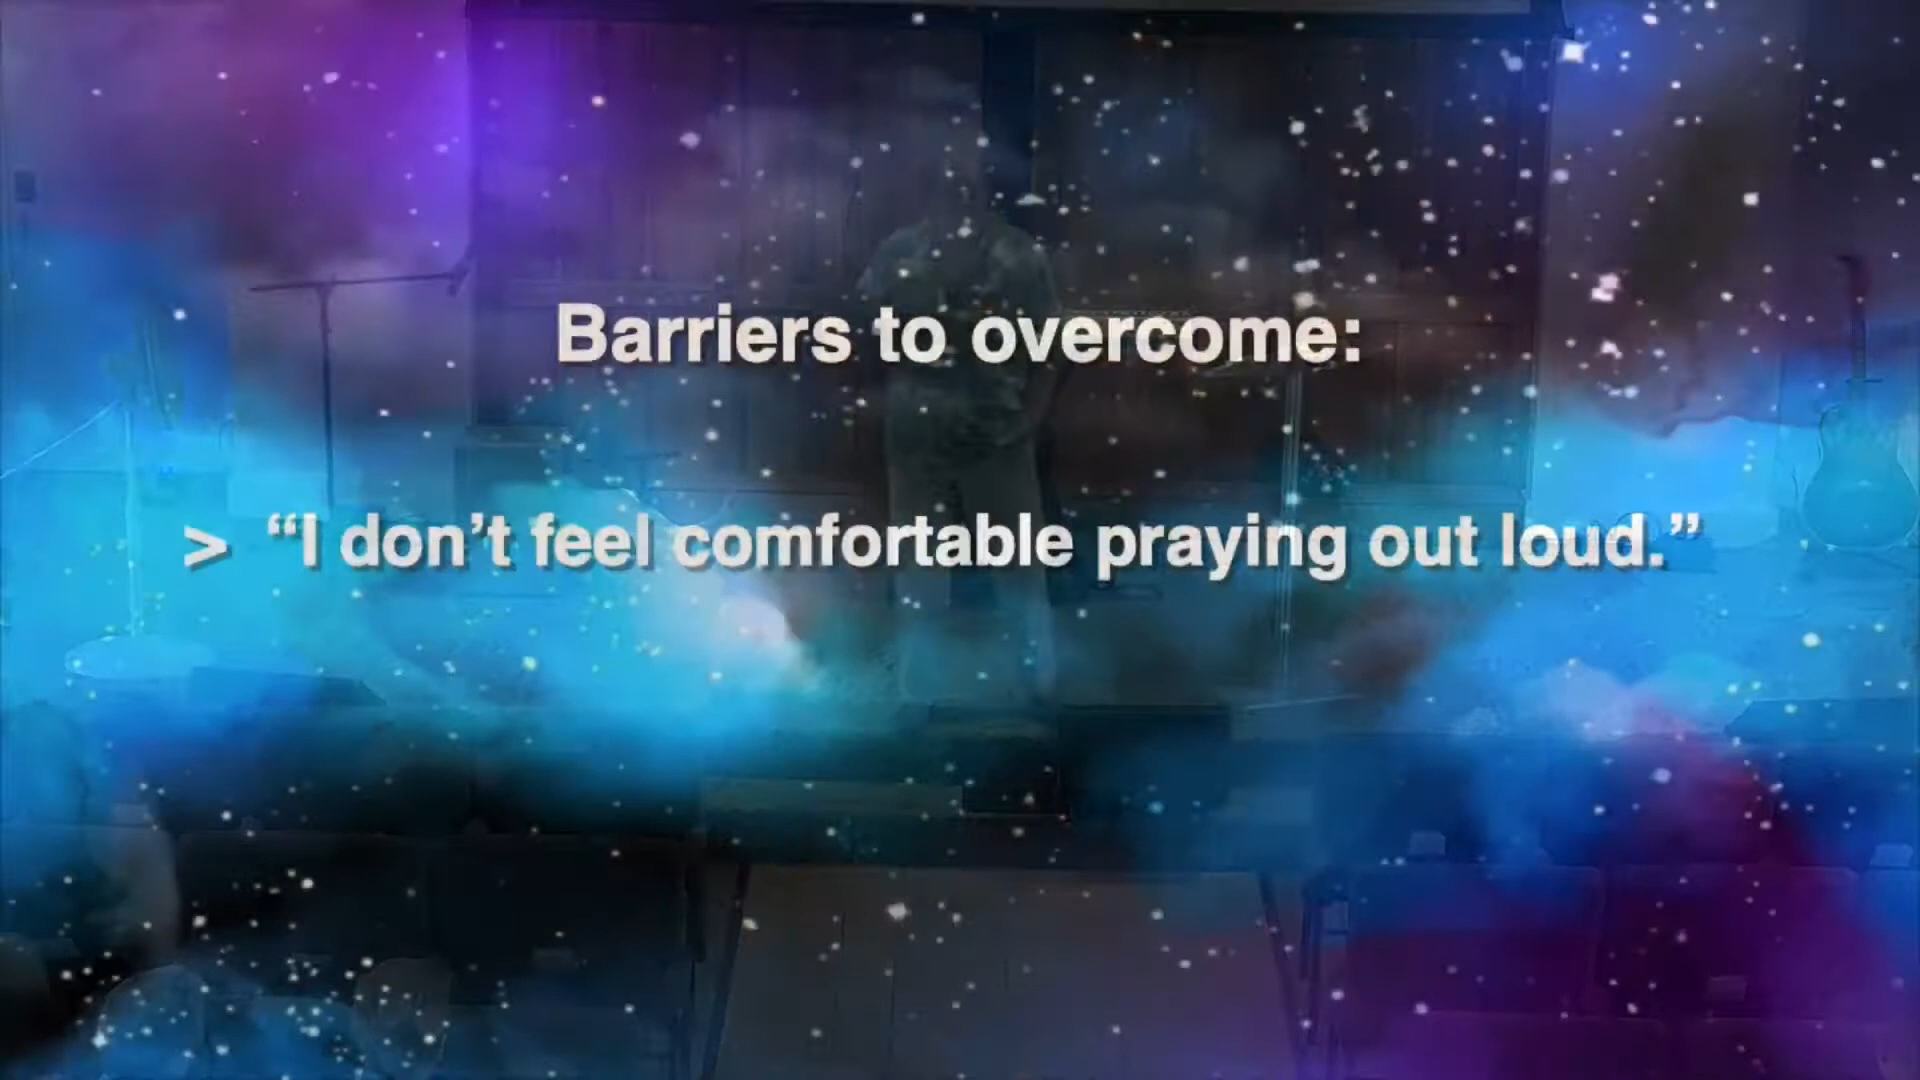 Barriers to overcome:
> “I don’t feel comfortable praying out loud.”